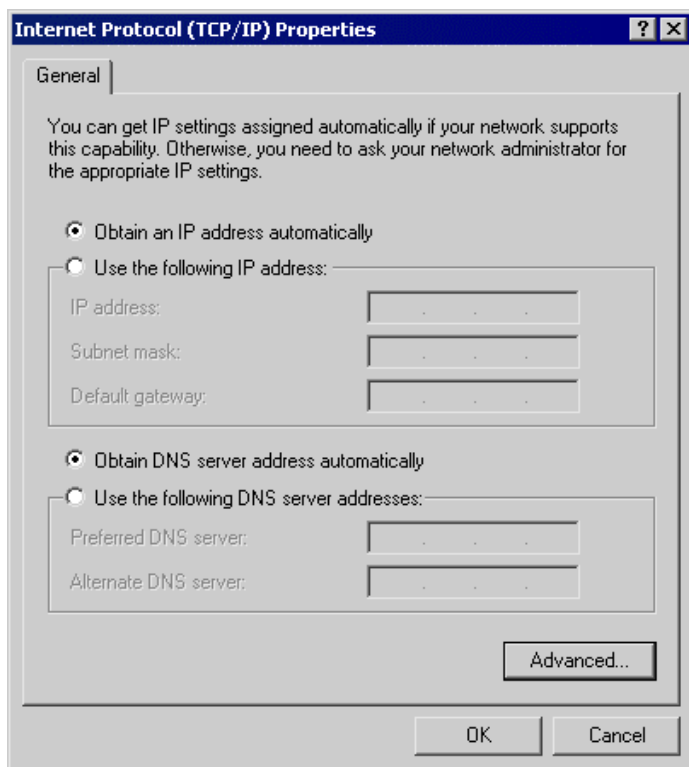 Internet Protocol (TCP/IP) Properties
General
You can get IP settings assigned automatically if your network supports
this capability. Otherwise, you need to ask your network administrator for
the appropriate IP settings.
Obtain an IP address automatically
Use the following IP address:
IP address:
Subnet mask:
Default gateway:
Obtain DNS server address automatically
Use the following DNS server addresses:
Preferred DNS server:
Alternate DNS server:
Advanced...
OK Cancel